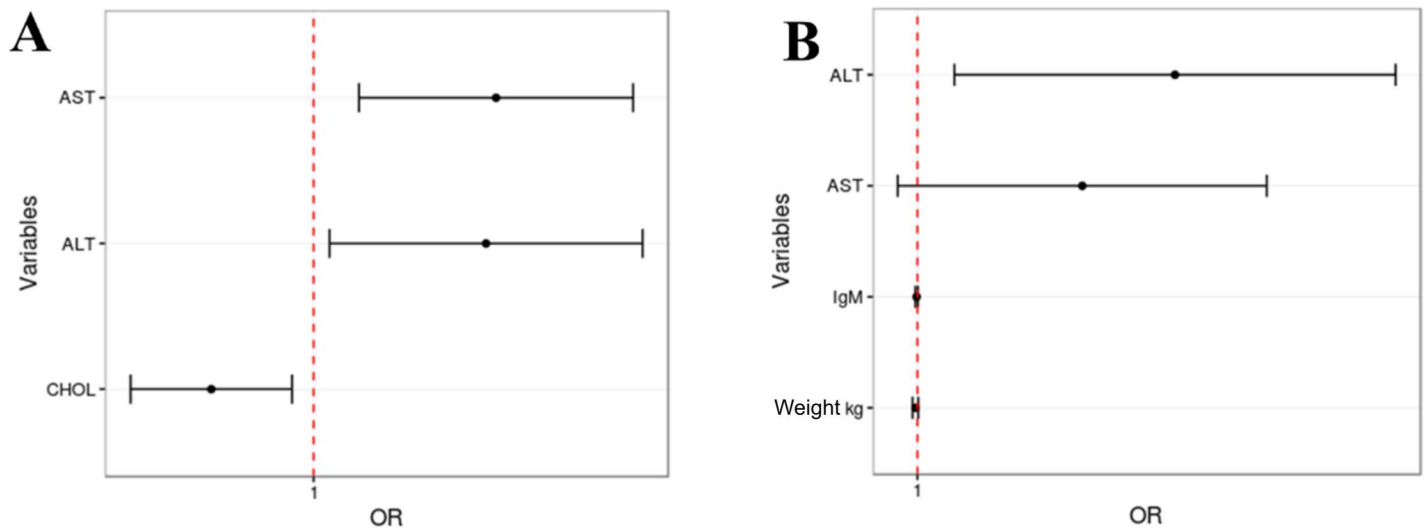 A
AST
ALT
CHOL
Variables
1
OR
B
ALT
AST
IgM
Weight kg
Variables
1
OR